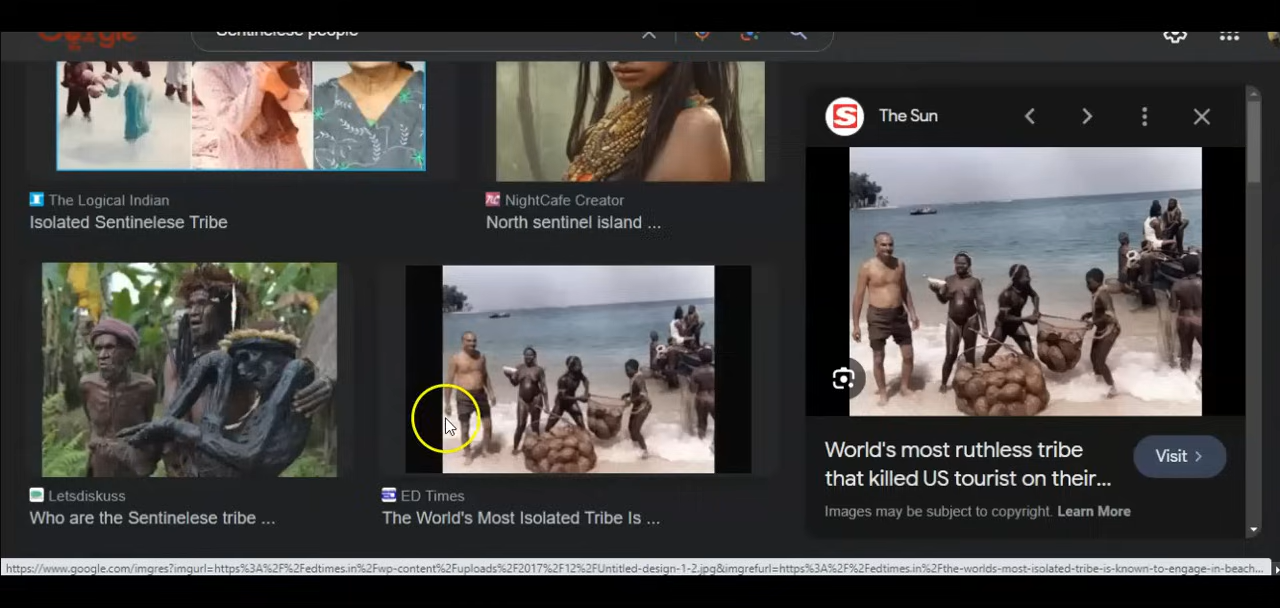 Google
Sentinelese people
The Sun
The Logical Indian
Isolated Sentinelese Tribe
NightCafe Creator
North sentinel island ...
World's most ruthless tribe
that killed US tourist on their...
Visit >
Letsdiskuss
Who are the Sentinelese tribe ...
ED Times
The World's Most Isolated Tribe Is ...
Images may be subject to copyright. Learn More
https://www.google.com/imgres?imgurl=https%3A%2F%2Fedtimes.in%2Fwp-content%2Fuploads%2F2017%2F12%2FUntitled-design-1-2.jpg&imgrefurl=https%3A%2F%2Fedtimes.in%2Fthe-worlds-most-isolated-tribe-is-known-to-engage-in-beach...